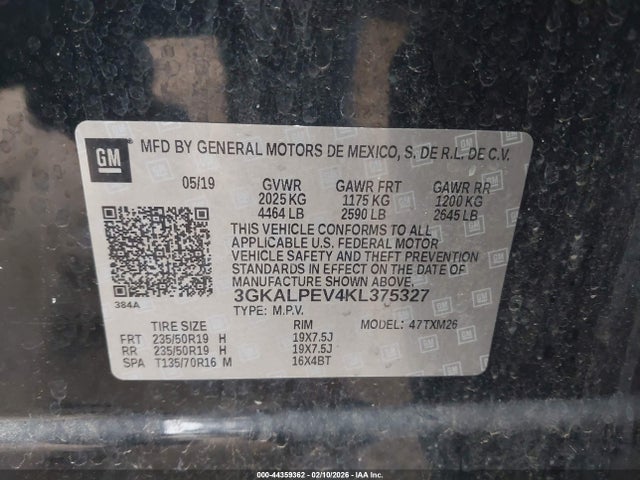 GM
MFD BY GENERAL MOTORS DE MEXICO, S. DE R.L. DE C.V.
05/19 GVWR GAWR FRT GAWR RR
2025 KG 1175 KG 1200 KG
4464 LB 2590 LB 2645 LB
THIS VEHICLE CONFORMS TO ALL
APPLICABLE U.S. FEDERAL MOTOR
VEHICLE SAFETY AND THEFT PREVENTION
STANDARDS IN EFFECT ON THE DATE OF
MANUFACTURE SHOWN ABOVE.
384A
3GKALPEV4KL375327
TYPE: M.P.V.
TIRE SIZE RIM MODEL: 47TXM26
FRT 235/50R19 H 19X7.5J
RR 235/50R19 H 19X7.5J
SPA T135/70R16 M 16X4BT
000-44359362 - 02/10/2026 - IAA Inc.